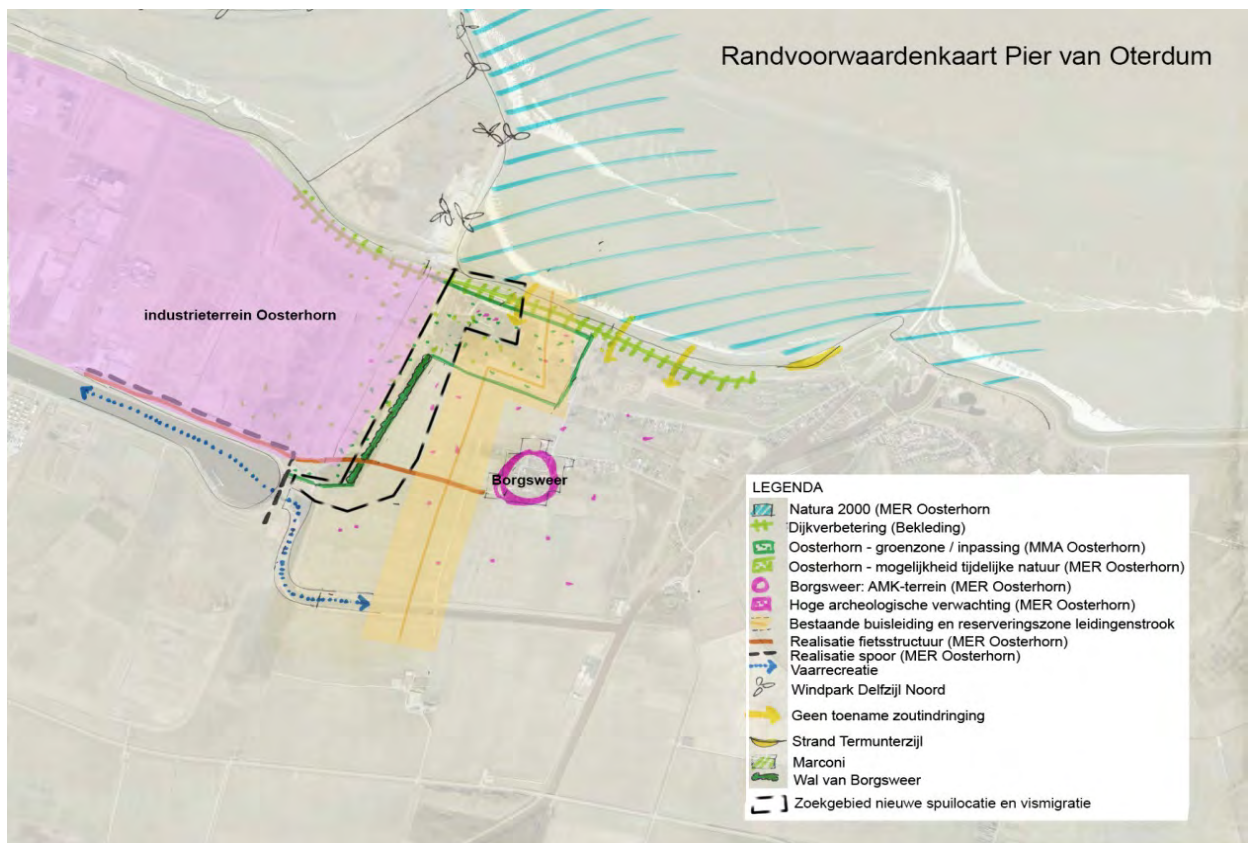 Randvoorwaardenkaart Pier van Oterdum
industrieterrein Oosterhorn
Borgsweer
LEGENDA
Natura 2000 (MER Oosterhorn
Dijkverbetering (Bekleding)
Oosterhorn - groenzone / inpassing (MMA Oosterhorn)
Oosterhorn - mogelijkheid tijdelijke natuur (MER Oosterhorn)
Borgsweer: AMK-terrein (MER Oosterhorn)
Hoge archeologische verwachting (MER Oosterhorn)
Bestaande buisleiding en reserveringszone leidingenstrook
Realisatie fietsstructuur (MER Oosterhorn)
Realisatie spoor (MER Oosterhorn)
Vaarrecreatie
Windpark Delfzijl Noord
Geen toename zoutindringing
Strand Termunterzijl
Marconi
Wal van Borgsweer
Zoekgebied nieuwe spuilocatie en vismigratie